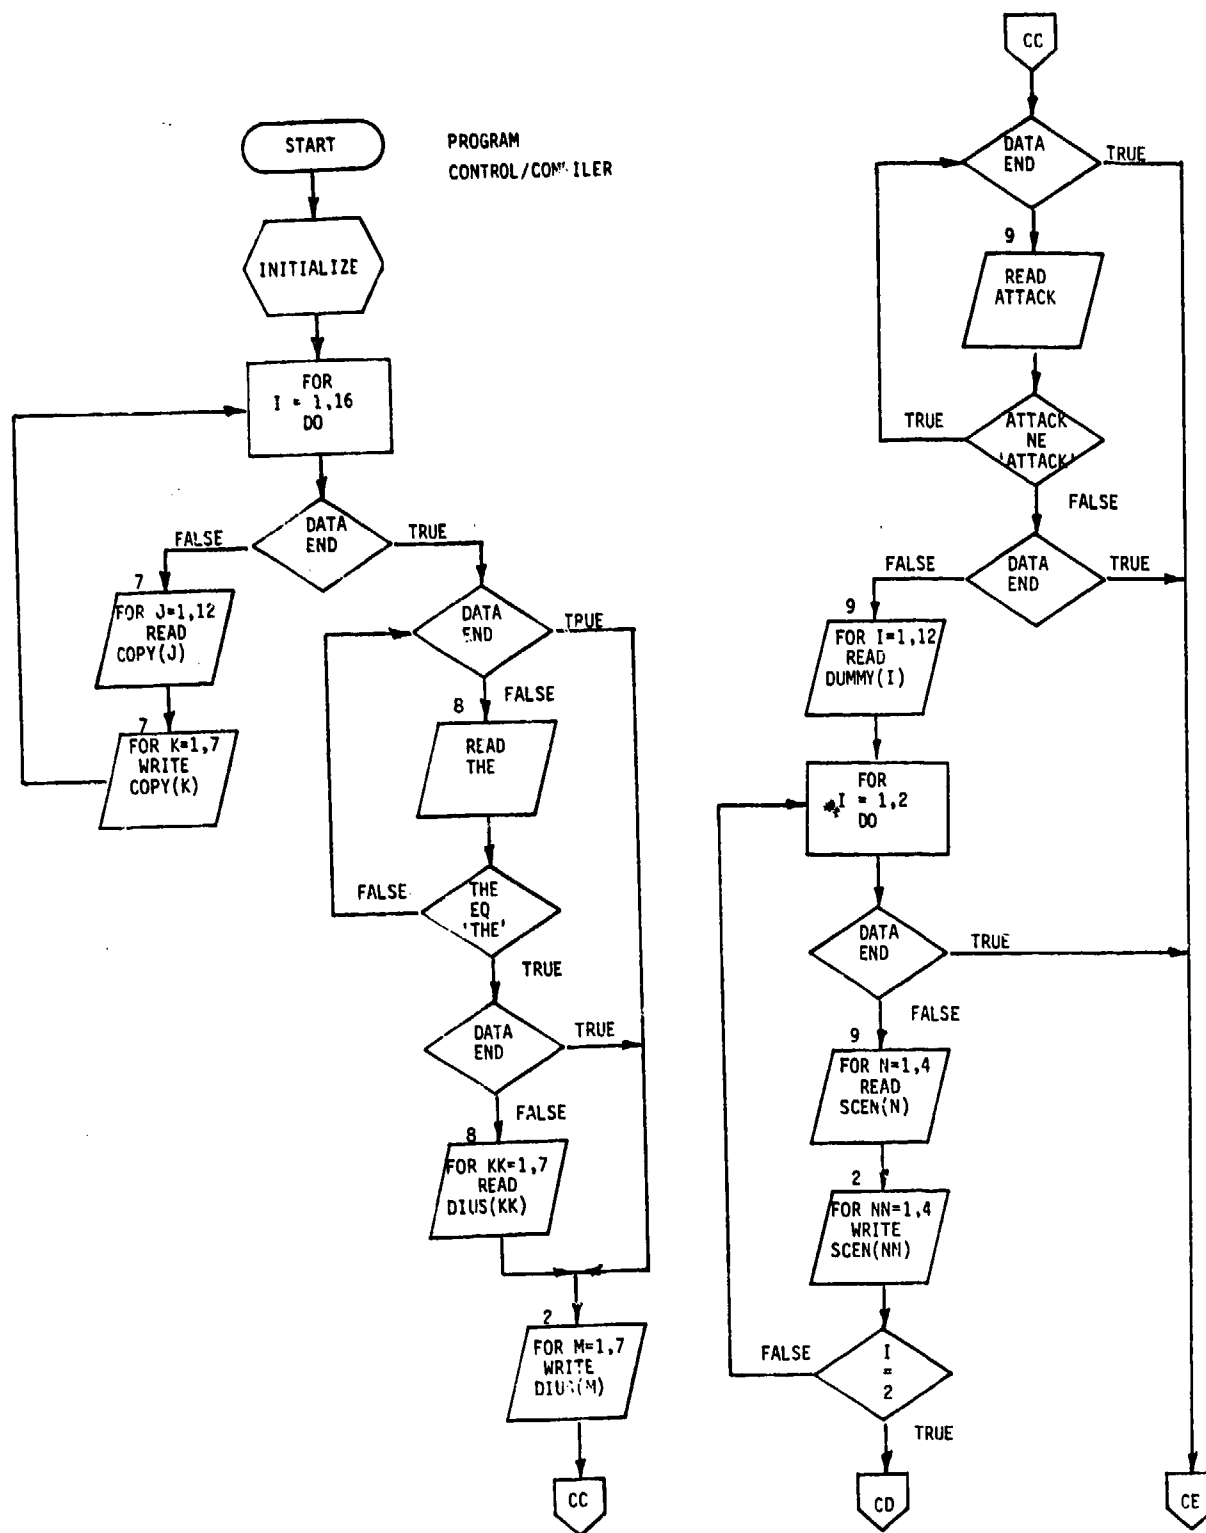 START
PROGRAM
CONTROL/COM ILER
INITIALIZE
FOR
I = 1,16
DO
DATA
END
FALSE
TRUE
7
FOR J=1,12
READ
COPY(J)
7
FOR K=1,7
WRITE
COPY(K)
DATA
END
TRUE
FALSE
8
READ
THE
FALSE
THE
EQ
'THE'
TRUE
DATA
END
TRUE
FALSE
8
FOR KK=1,7
READ
DIUS(KK)
2
FOR M=1,7
WRITE
DIUS(M)
CC
CC
DATA
END
TRUE
9
READ
ATTACK
TRUE
ATTACK
NE
'ATTACK'
FALSE
FALSE
DATA
END
TRUE
9
FOR I=1,12
READ
DUMMY(I)
FOR
I = 1,2
DO
DATA
END
TRUE
FALSE
9
FOR N=1,4
READ
SCEN(N)
2
FOR NN=1,4
WRITE
SCEN(NN)
FALSE
I
=
2
TRUE
CD
CE